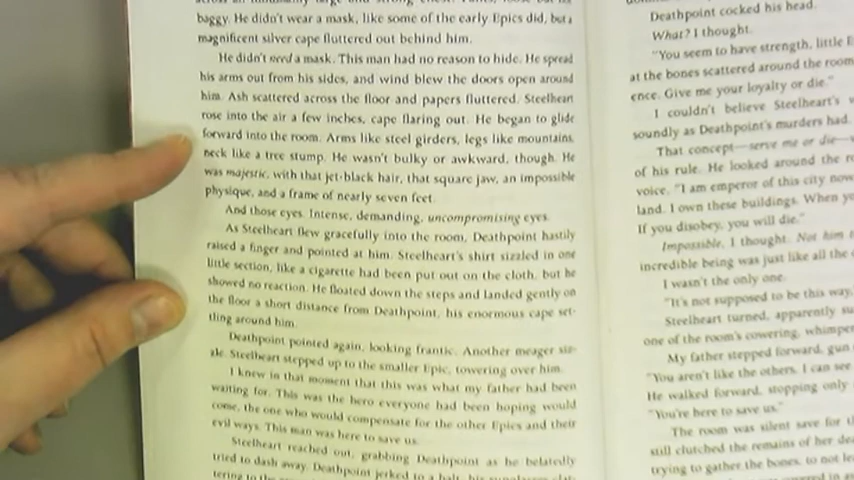 baggy. He didn't wear a mask, like some of the early Epics did, but a
magnificent silver cape fluttered out behind him.
He didn't need a mask. This man had no reason to hide. He spread
his arms out from his sides, and wind blew the doors open around
him. Ash scattered across the floor and papers fluttered. Steelheart
rose into the air a few inches, cape flaring out. He began to glide
forward into the room. Arms like steel girders, legs like mountains,
neck like a tree stump. He wasn't bulky or awkward, though. He
was majestic, with that jet-black hair, that square jaw, an impossible
physique, and a frame of nearly seven feet.
And those eyes. Intense, demanding, uncompromising eyes.
As Steelheart flew gracefully into the room, Deathpoint hastily
raised a finger and pointed at him. Steelheart's shirt sizzled in one
little section, like a cigarette had been put out on the cloth, but he
showed no reaction. He floated down the steps and landed gently on
the floor a short distance from Deathpoint, his enormous cape set-
tling around him.
Deathpoint pointed again, looking frantic. Another meager siz-
zle. Steelheart stepped up to the smaller Epic, towering over him.
I knew in that moment that this was what my father had been
waiting for. This was the hero everyone had been hoping would
come, the one who would compensate for the other Epics and their
evil ways. This man was here to save us.
Steelheart reached out, grabbing Deathpoint as he belatedly
tried to dash away. Deathpoint jerked to a halt, his
Deathpoint cocked his head.
What? I thought.
"You seem to have strength, little
at the bones scattered around the room
ence. Give me your loyalty or die."
I couldn't believe Steelheart's
soundly as Deathpoint's murders had.
That concept—serve me or die—
of his rule. He looked around the
voice. "I am emperor of this city now
land. I own these buildings. When
If you disobey, you will die."
Impossible, I thought. Not him
incredible being was just like all the
I wasn't the only one.
"It's not supposed to be this way,
Steelheart turned, apparently
one of the room's cowering,
My father stepped forward, gun
"You aren't like the others. I can see
He walked forward, stopping only
"You're here to save us."
The room was silent save for
still clutched the remains of her
trying to gather the bones, to not